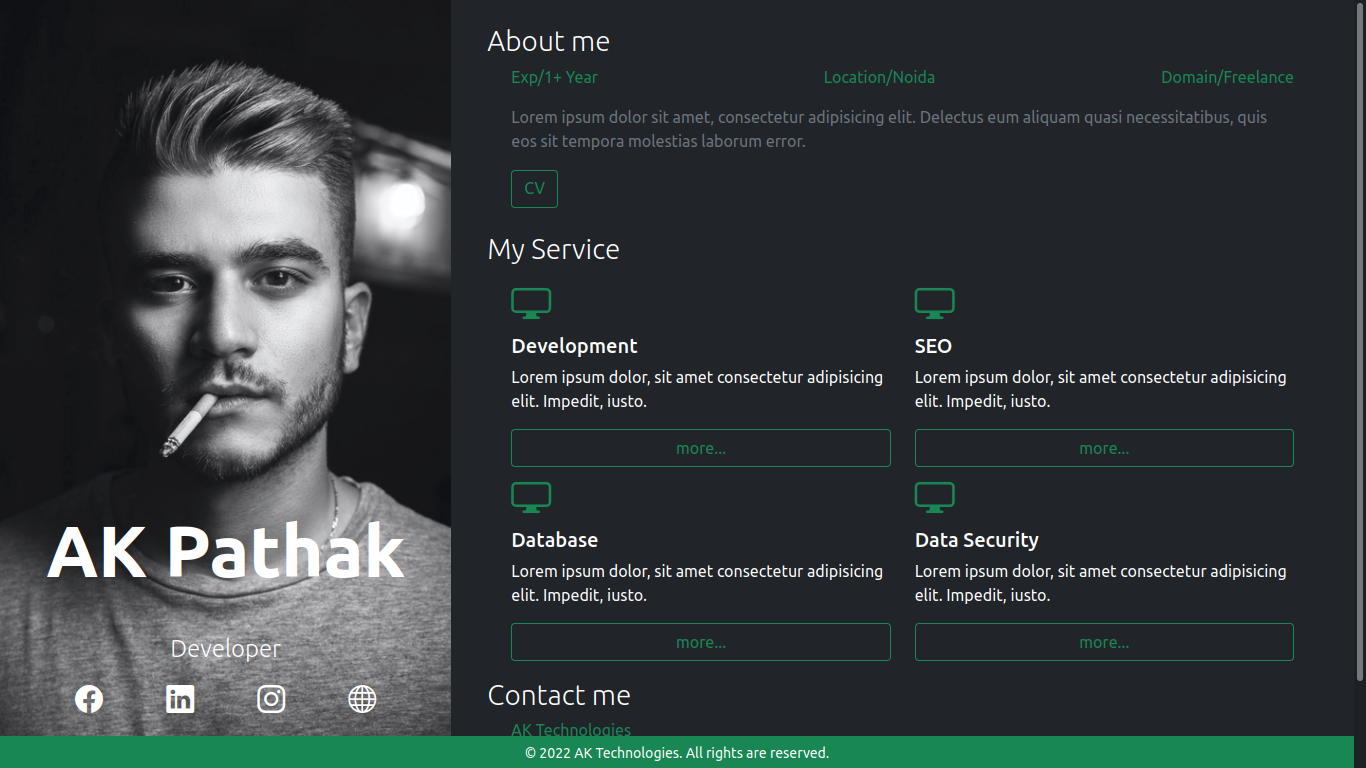 AK Pathak
Developer
About me
Exp/1+ Year
Location/Noida
Domain/Freelance
Lorem ipsum dolor sit amet, consectetur adipisicing elit. Delectus eum aliquam quasi necessitatibus, quis
eos sit tempora molestias laborum error.
CV
My Service
Development
Lorem ipsum dolor, sit amet consectetur adipisicing
elit. Impedit, iusto.
more...
SEO
Lorem ipsum dolor, sit amet consectetur adipisicing
elit. Impedit, iusto.
more...
Database
Lorem ipsum dolor, sit amet consectetur adipisicing
elit. Impedit, iusto.
more...
Data Security
Lorem ipsum dolor, sit amet consectetur adipisicing
elit. Impedit, iusto.
more...
Contact me
AK Technologies
© 2022 AK Technologies. All rights are reserved.